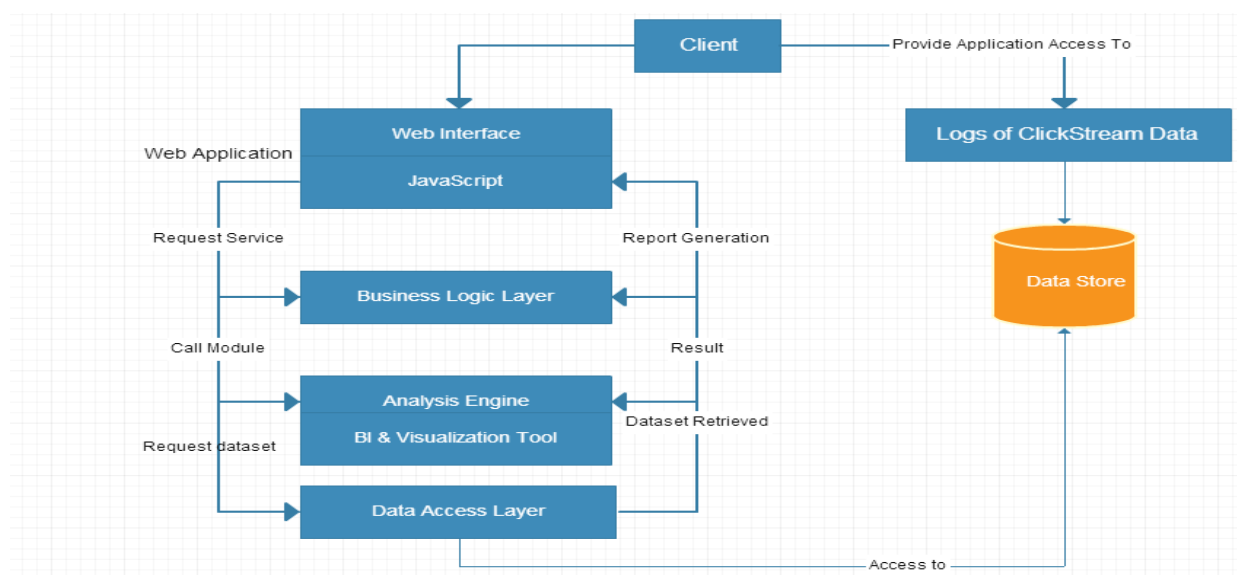 Client
Provide Application Access To
Web Interface
Logs of ClickStream Data
Web Application
JavaScript
Request Service
Report Generation
Data Store
Business Logic Layer
Call Module
Result
Analysis Engine
Dataset Retrieved
BI & Visualization Tool
Request dataset
Data Access Layer
Access to